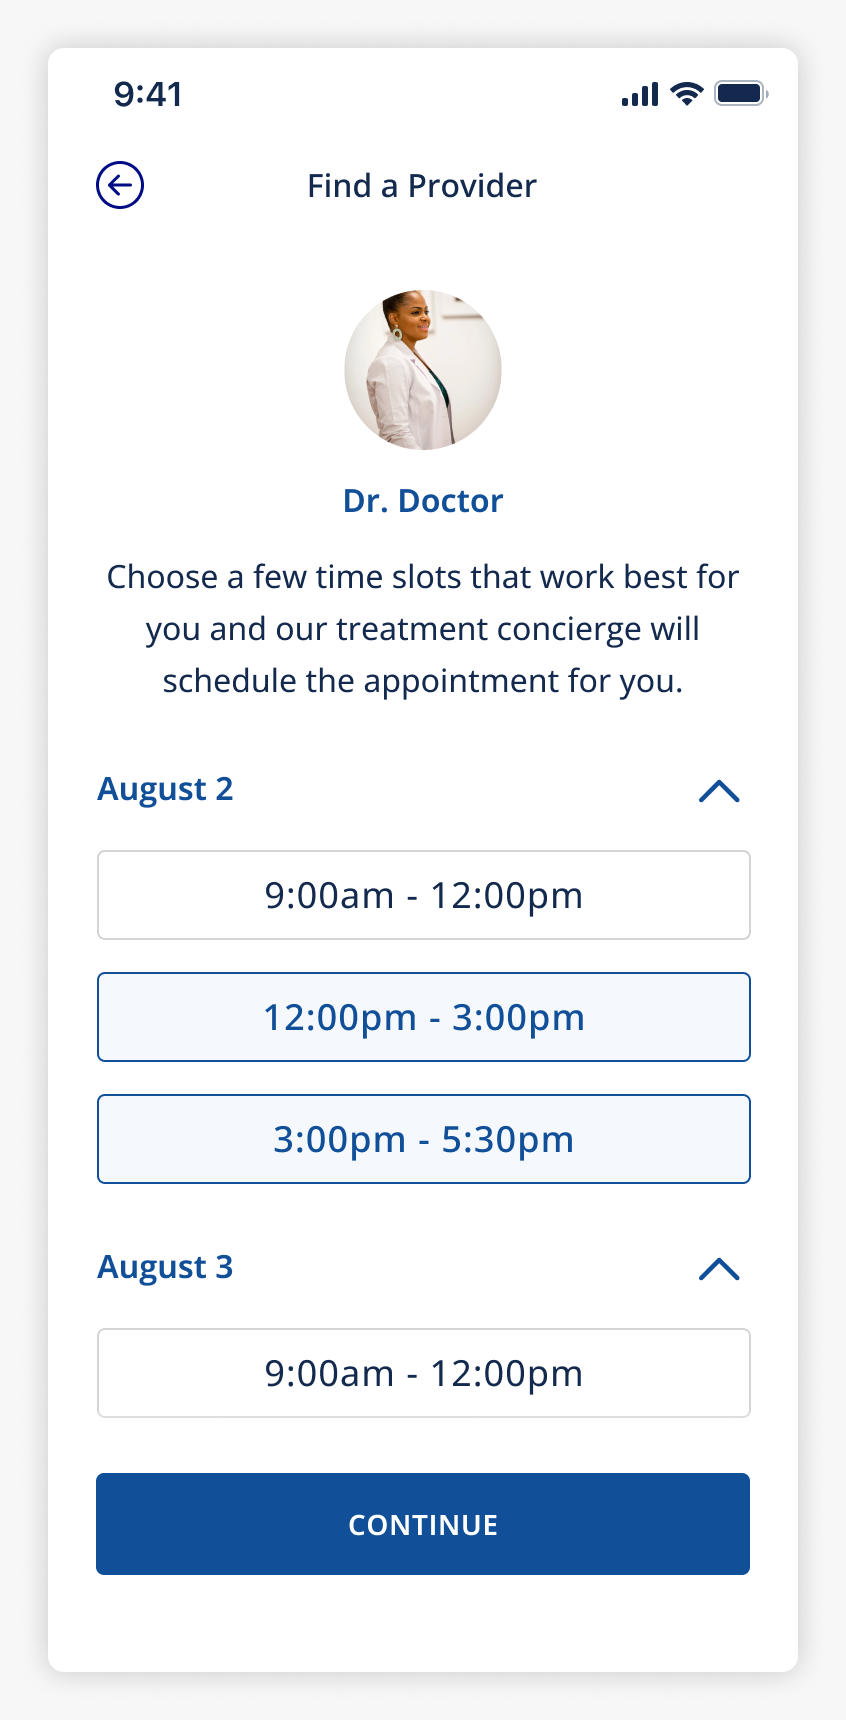 9:41
Find a Provider
Dr. Doctor
Choose a few time slots that work best for
you and our treatment concierge will
schedule the appointment for you.
August 2
9:00am - 12:00pm
12:00pm - 3:00pm
3:00pm - 5:30pm
August 3
9:00am - 12:00pm
CONTINUE